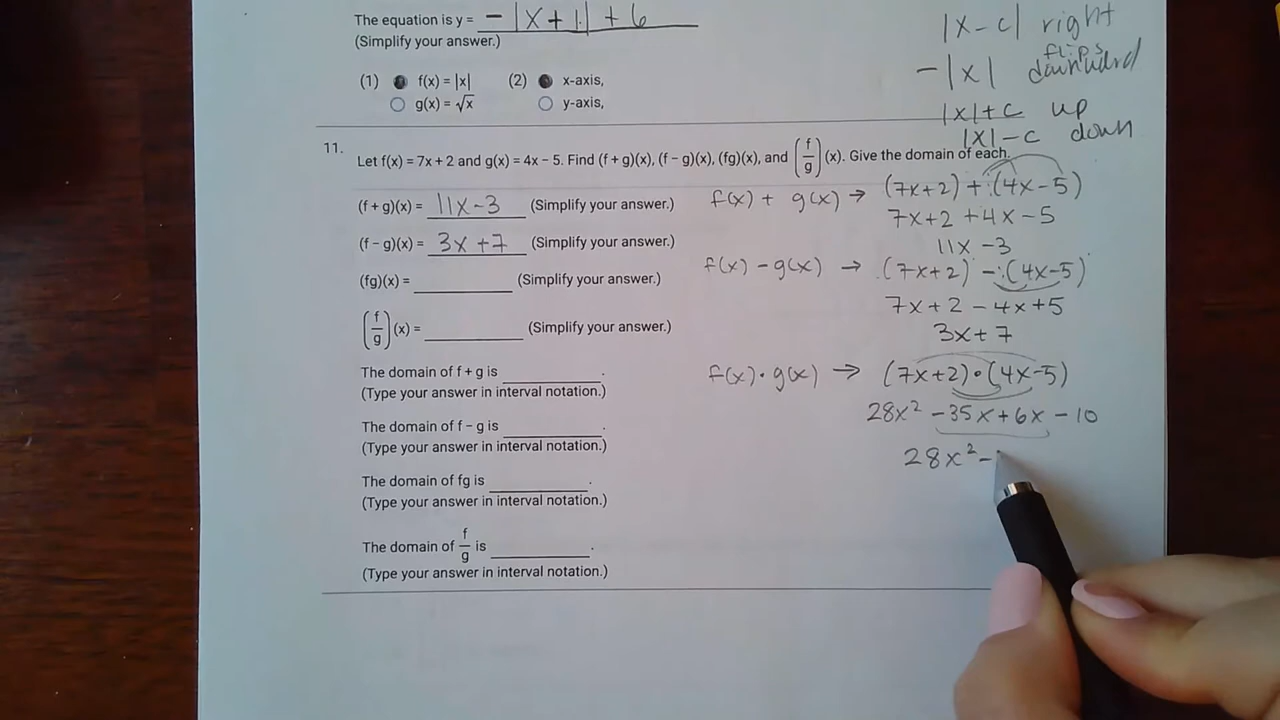 The equation is y = - |x + 1| + 6
(Simplify your answer.)
(1) f(x) = |x| (2) x-axis,
g(x) = √x y-axis,
|x - c| right
flips
- |x| downward
|x| + c up
|x| - c down
11. Let f(x) = 7x + 2 and g(x) = 4x − 5. Find (f + g)(x), (f − g)(x), (fg)(x), and (f/g)(x). Give the domain of each.
(f + g)(x) = 11x-3 (Simplify your answer.)
(f − g)(x) = 3x+7 (Simplify your answer.)
(fg)(x) = (Simplify your answer.)
(f/g)(x) = (Simplify your answer.)
The domain of f + g is .
(Type your answer in interval notation.)
The domain of f − g is .
(Type your answer in interval notation.)
The domain of fg is .
(Type your answer in interval notation.)
The domain of f/g is .
(Type your answer in interval notation.)
f(x) + g(x) → (7x+2) + (4x-5)
7x+2 +4x-5
11x -3
f(x) - g(x) → (7x+2) - (4x-5)
7x+2 - 4x+5
3x+7
f(x) • g(x) → (7x+2)•(4x-5)
28x² -35x+6x -10
28x² -